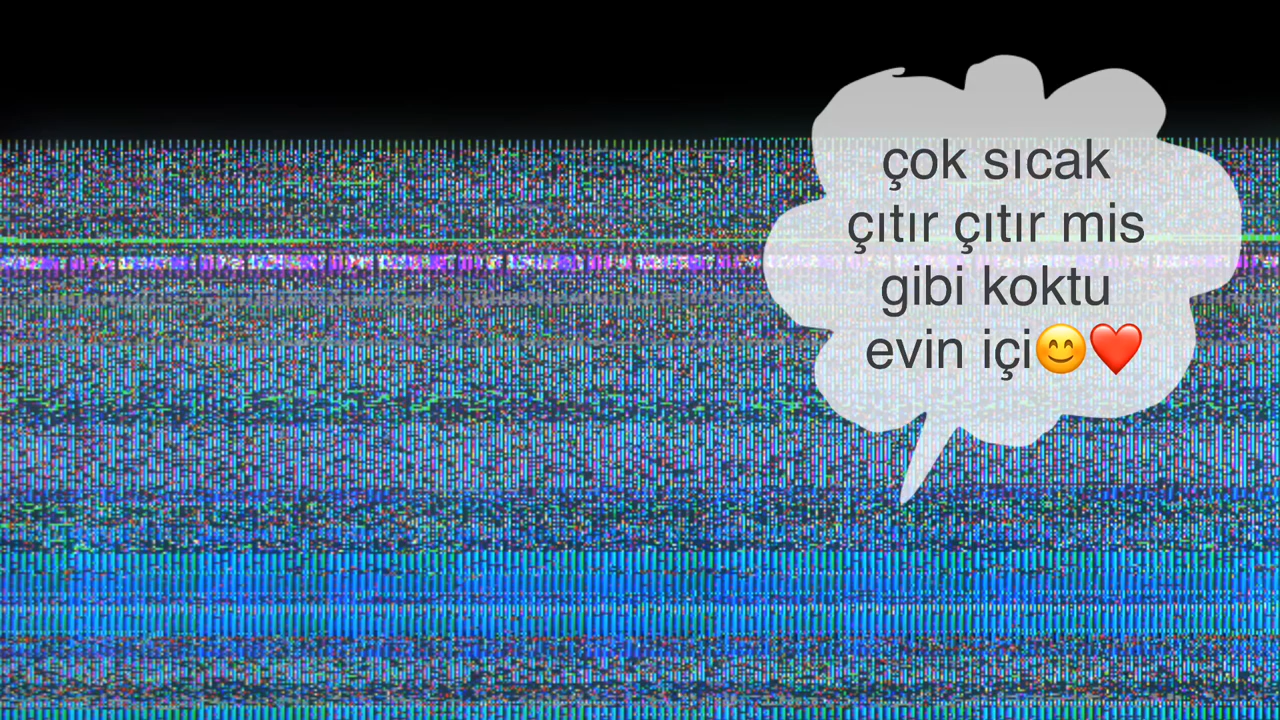 çok sıcak
çıtır çıtır mis
gibi koktu
evin içi😊❤️